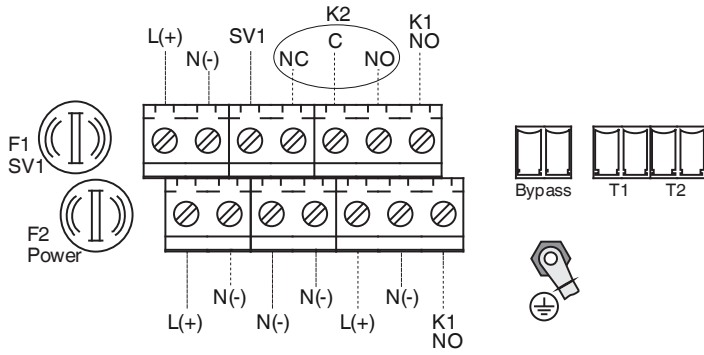 K2
L(+) N(-) SV1 NC C NO K1
NO
F1
SV1
F2
Power
Bypass T1 T2
L(+) N(-) N(-) N(-) L(+) N(-) K1
NO